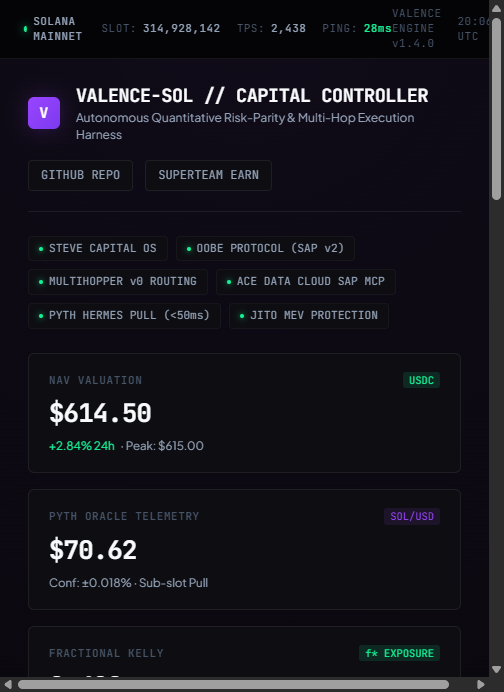 SOLANA MAINNET
SLOT: 314,928,142
TPS: 2,438
PING: 28ms
VALENCE ENGINE v1.4.0
UTC
V
VALENCE-SOL // CAPITAL CONTROLLER
Autonomous Quantitative Risk-Parity & Multi-Hop Execution
Harness
GITHUB REPO
SUPERTEAM EARN
STEVE CAPITAL OS
OOBE PROTOCOL (SAP v2)
MULTIHOPPER v0 ROUTING
ACE DATA CLOUD SAP MCP
PYTH HERMES PULL (<50ms)
JITO MEV PROTECTION
NAV VALUATION
USDC
$614.50
+2.84% 24h · Peak: $615.00
PYTH ORACLE TELEMETRY
SOL/USD
$70.62
Conf: ±0.018% · Sub-slot Pull
FRACTIONAL KELLY
f* EXPOSURE